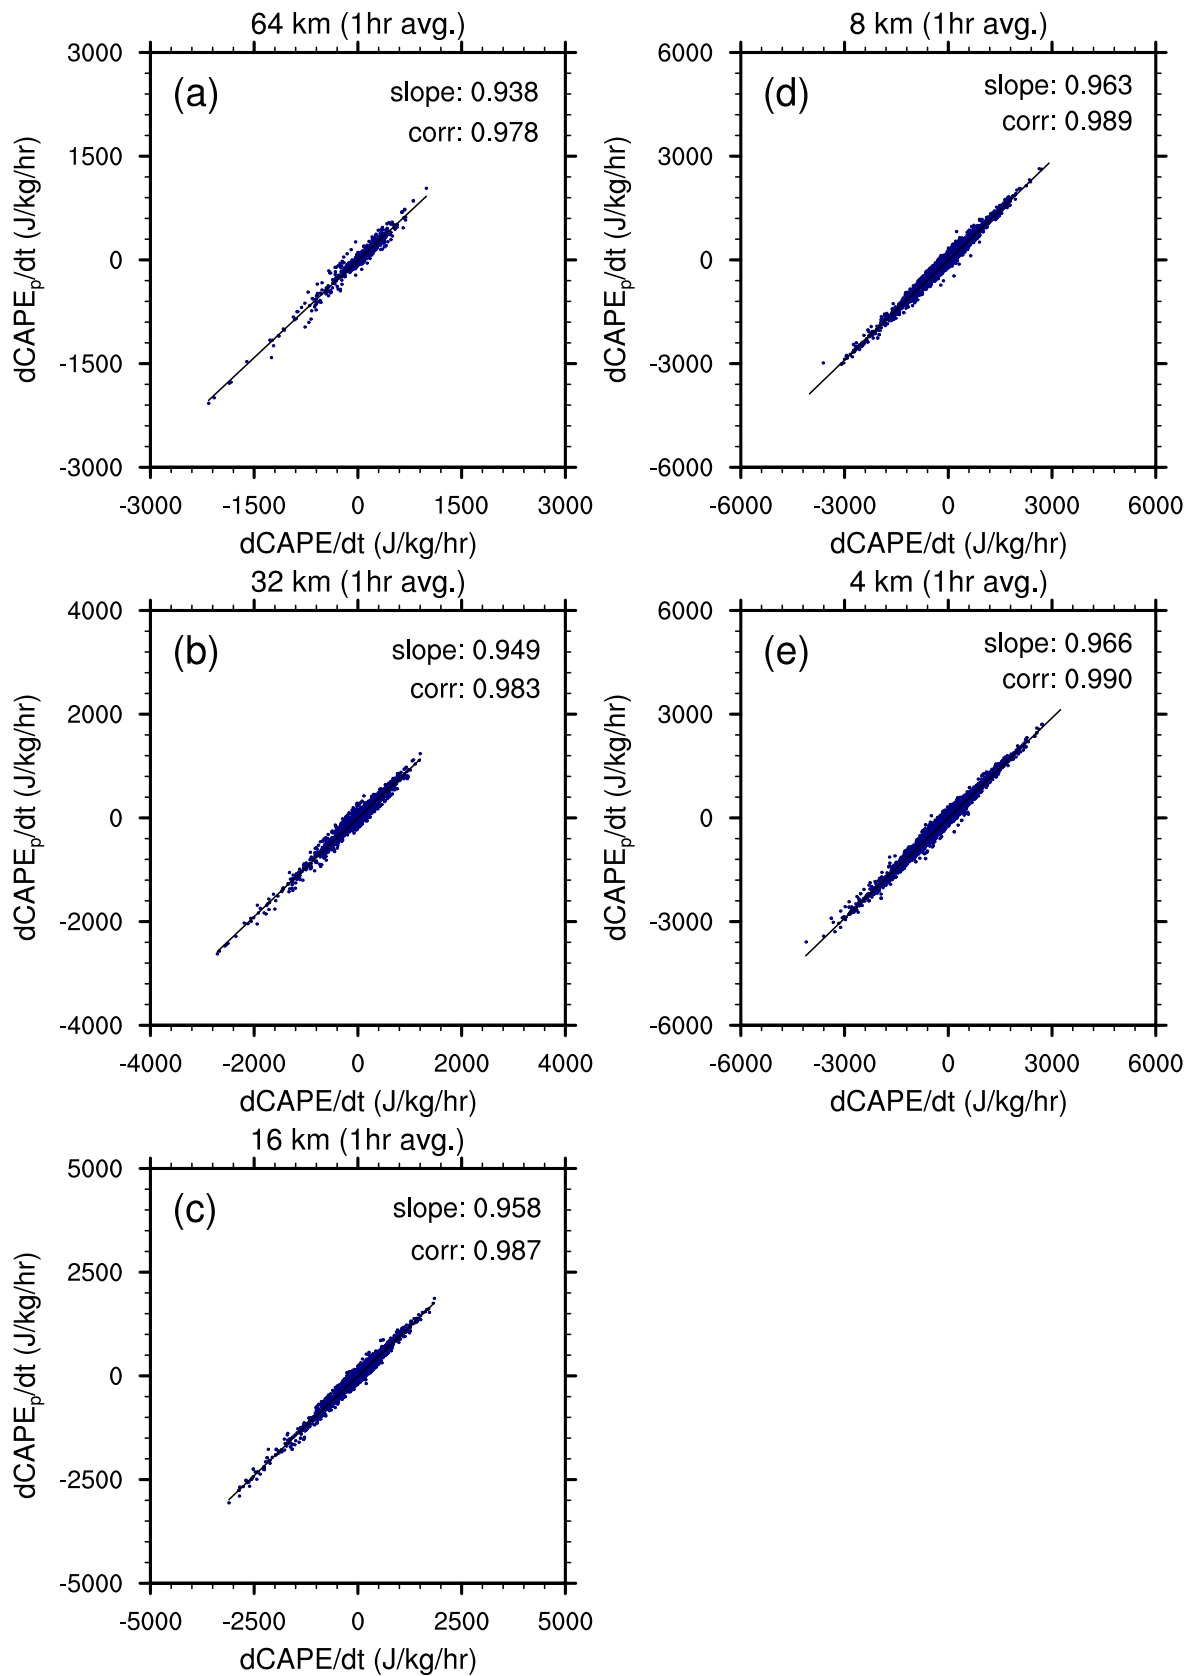 64 km (1hr avg.)
(a)
slope: 0.938
corr: 0.978
3000
1500
0
-1500
-3000
dCAPEp/dt (J/kg/hr)
-3000 -1500 0 1500 3000
dCAPE/dt (J/kg/hr)
32 km (1hr avg.)
(b)
slope: 0.949
corr: 0.983
4000
2000
0
-2000
-4000
dCAPEp/dt (J/kg/hr)
-4000 -2000 0 2000 4000
dCAPE/dt (J/kg/hr)
16 km (1hr avg.)
(c)
slope: 0.958
corr: 0.987
5000
2500
0
-2500
-5000
dCAPEp/dt (J/kg/hr)
-5000 -2500 0 2500 5000
dCAPE/dt (J/kg/hr)
8 km (1hr avg.)
(d)
slope: 0.963
corr: 0.989
6000
3000
0
-3000
-6000
dCAPEp/dt (J/kg/hr)
-6000 -3000 0 3000 6000
dCAPE/dt (J/kg/hr)
4 km (1hr avg.)
(e)
slope: 0.966
corr: 0.990
6000
3000
0
-3000
-6000
dCAPEp/dt (J/kg/hr)
-6000 -3000 0 3000 6000
dCAPE/dt (J/kg/hr)